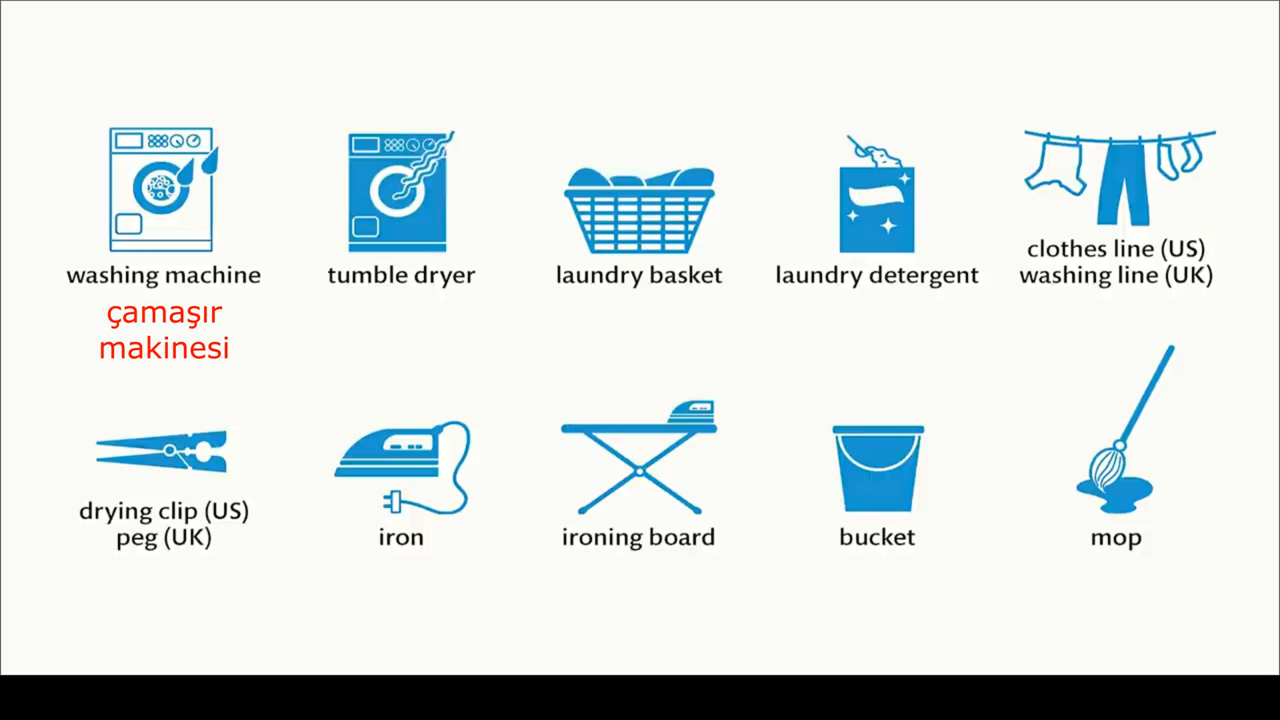 washing machine
çamaşır
makinesi
tumble dryer
laundry basket
laundry detergent
clothes line (US)
washing line (UK)
drying clip (US)
peg (UK)
iron
ironing board
bucket
mop